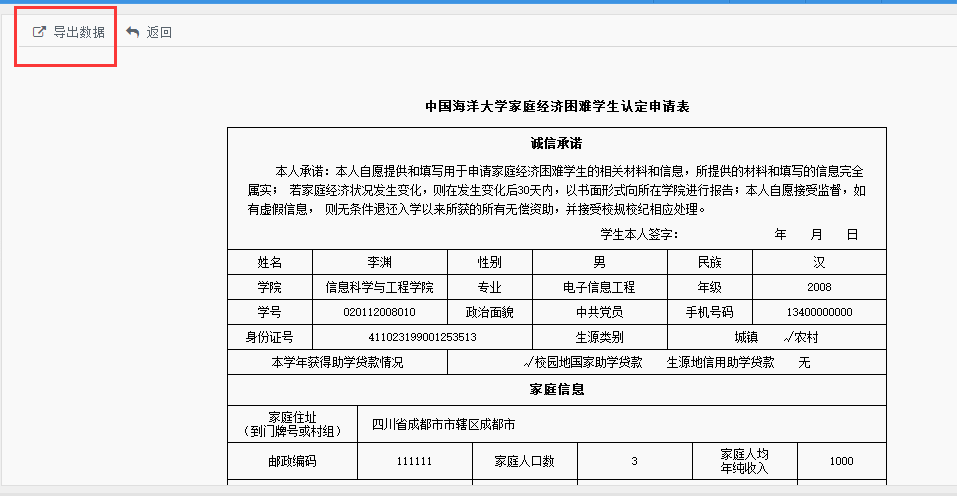 导出数据 返回
中国海洋大学家庭经济困难学生认定申请表
诚信承诺
本人承诺：本人自愿提供和填写用于申请家庭经济困难学生的相关材料和信息，所提供的材料和填写的信息完全
属实； 若家庭经济状况发生变化，则在发生变化后30天内，以书面形式向所在学院进行报告；本人自愿接受监督，如
有虚假信息， 则无条件退还入学以来所获的所有无偿资助，并接受校规校纪相应处理。
学生本人签字： 年 月 日
姓名 李渊 性别 男 民族 汉
学院 信息科学与工程学院 专业 电子信息工程 年级 2008
学号 020112008010 政治面貌 中共党员 手机号码 13400000000
身份证号 411023199001253513 生源类别 城镇 √农村
本学年获得助学贷款情况 √校园地国家助学贷款 生源地信用助学贷款 无
家庭信息
家庭住址
（到门牌号或村组） 四川省成都市市辖区成都市
邮政编码 111111 家庭人口数 3 家庭人均
年纯收入 1000